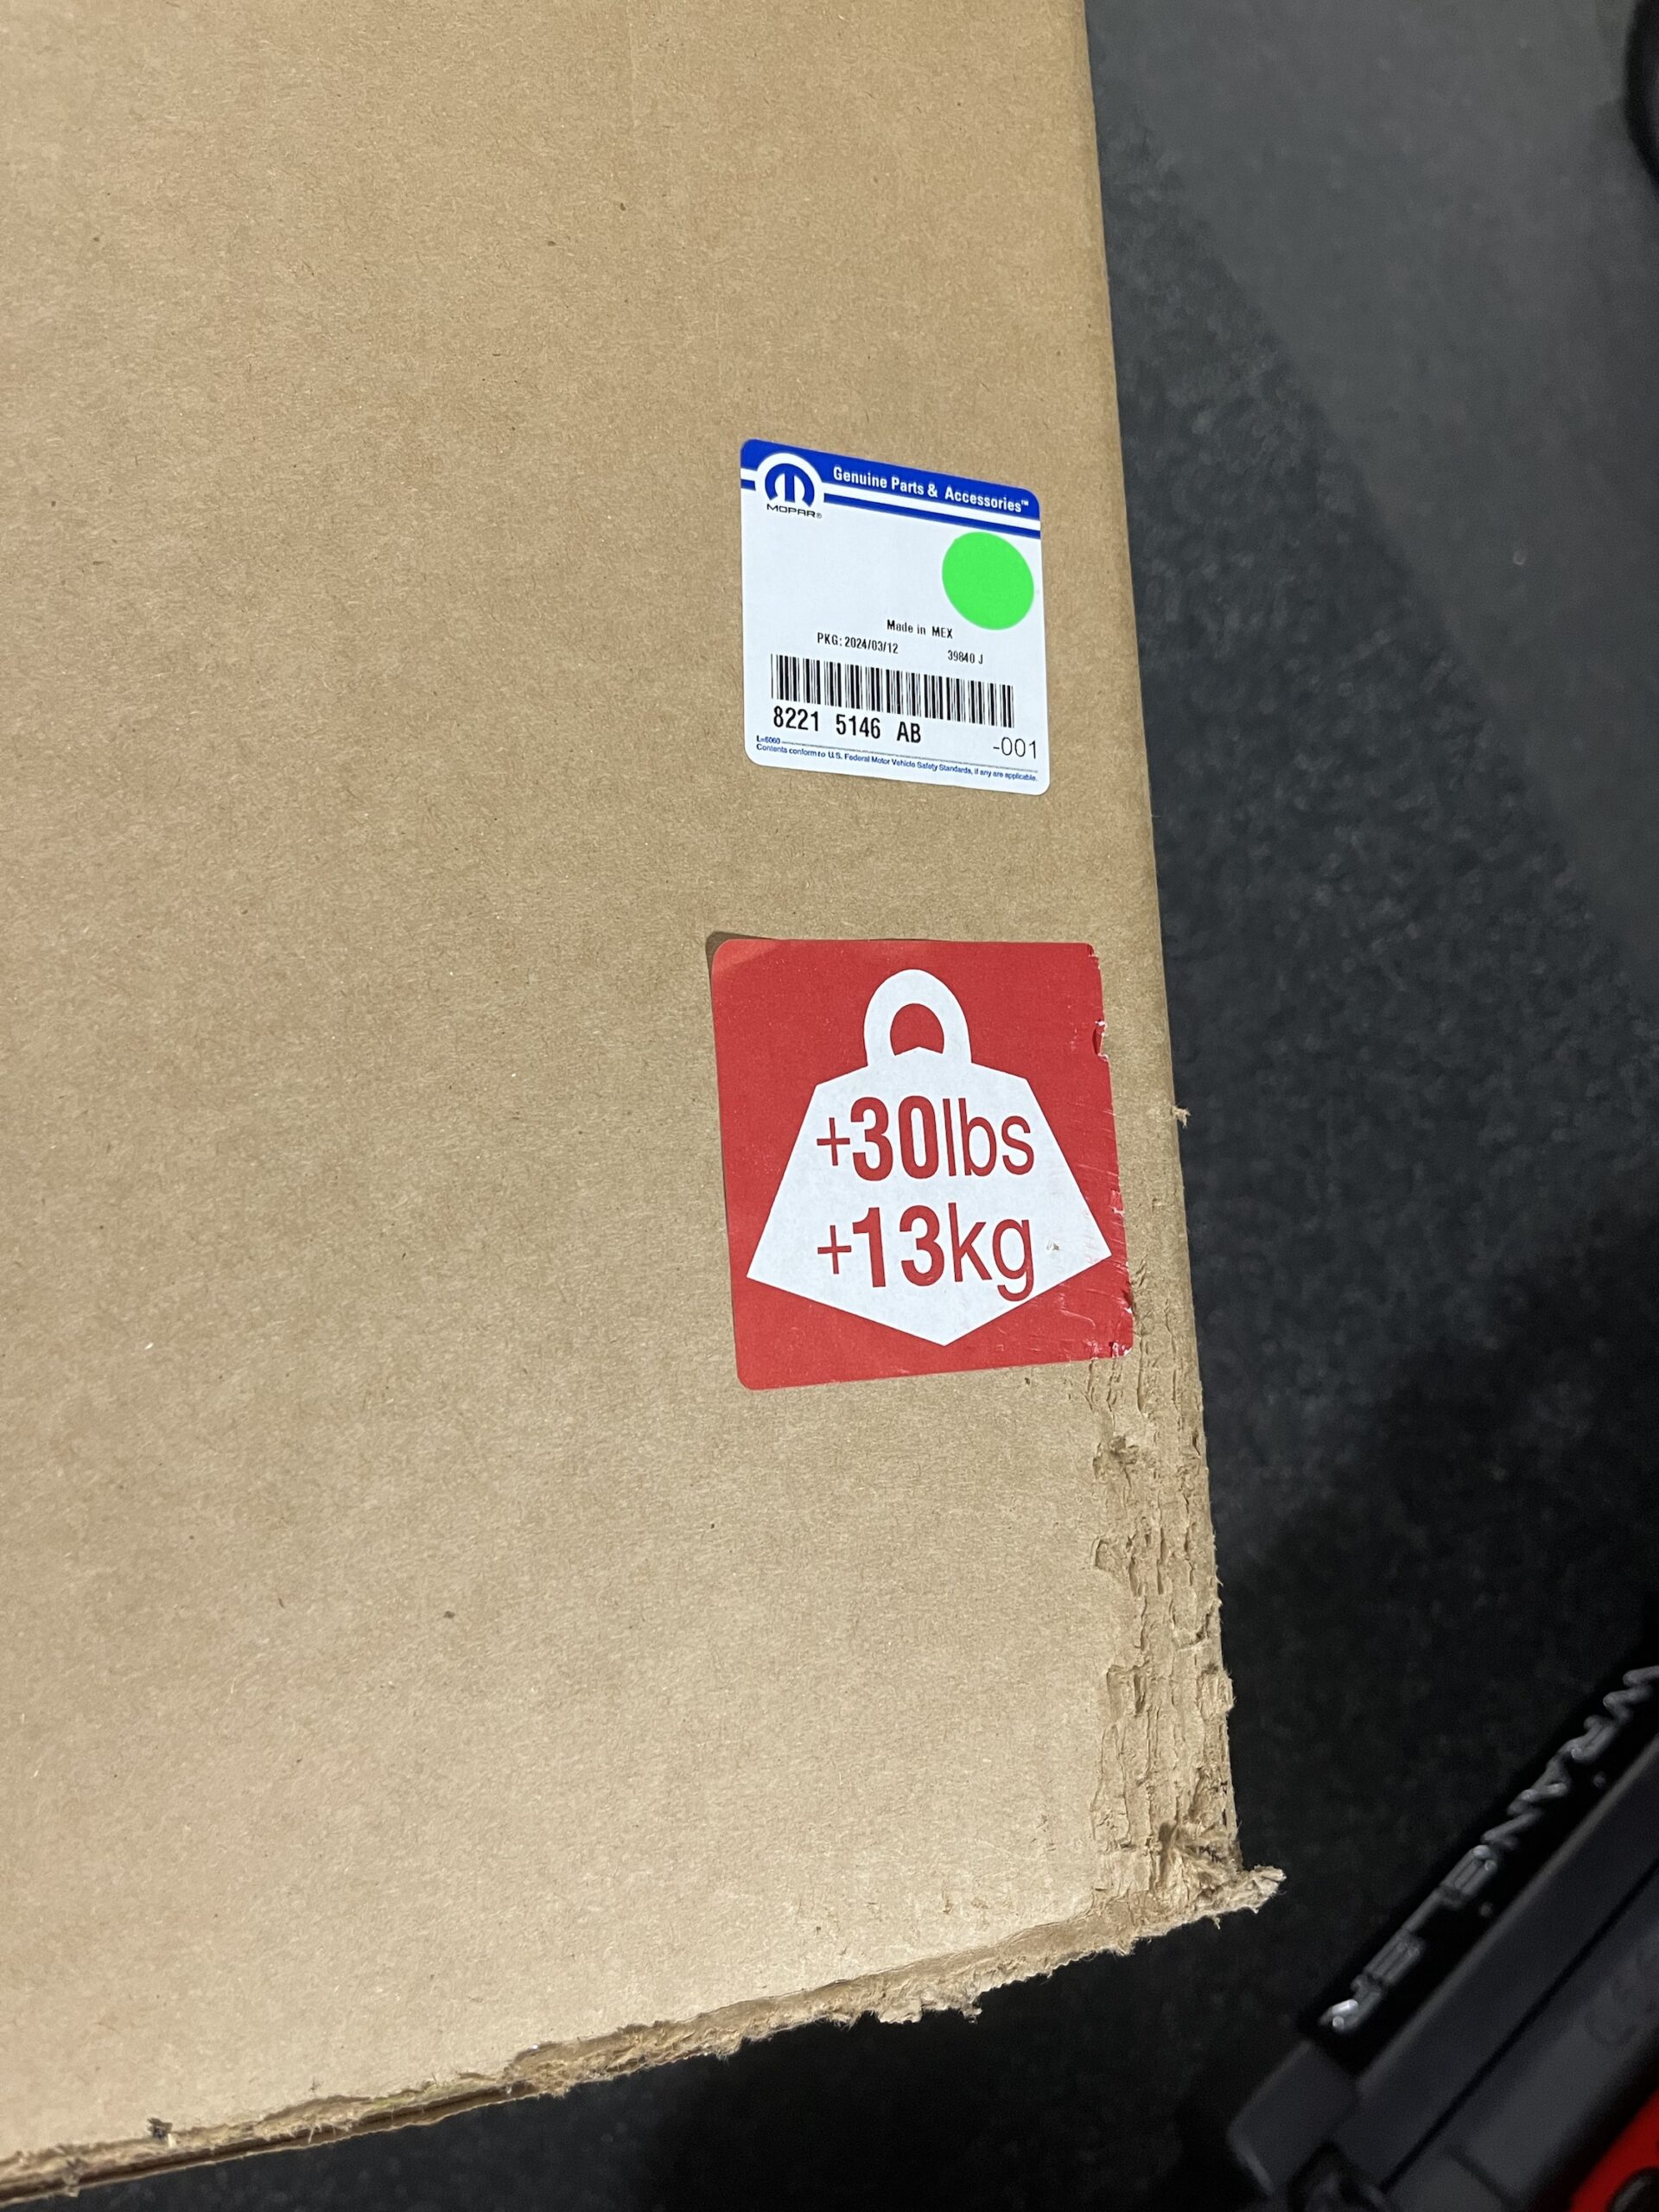 Genuine Parts & Accessories™
MOPAR®
Made in MEX
PKG: 2024/03/12 39840 J
8221 5146 AB
-001
L=6060
Contents conform to U.S. Federal Motor Vehicle Safety Standards, if any are applicable.
+30lbs
+13kg
WRANGLER